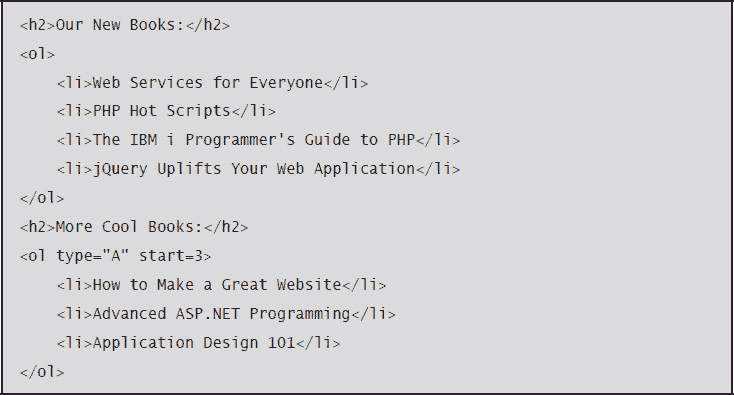 <h2>Our New Books:</h2>
<ol>
    <li>Web Services for Everyone</li>
    <li>PHP Hot Scripts</li>
    <li>The IBM i Programmer's Guide to PHP</li>
    <li>jQuery Uplifts Your Web Application</li>
</ol>
<h2>More Cool Books:</h2>
<ol type="A" start=3>
    <li>How to Make a Great Website</li>
    <li>Advanced ASP.NET Programming</li>
    <li>Application Design 101</li>
</ol>